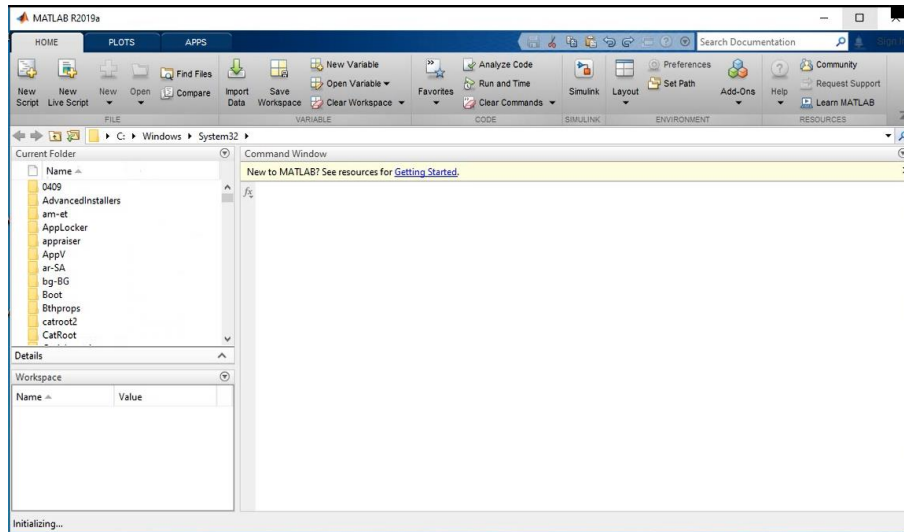 MATLAB R2019a
HOME PLOTS APPS Search Documentation Sign In
New Script New Live Script New Open Find Files Compare Import Data Save Workspace New Variable Open Variable Clear Workspace Favorites Analyze Code Run and Time Clear Commands Simulink Layout Preferences Set Path Add-Ons Help Community Request Support Learn MATLAB
FILE VARIABLE CODE SIMULINK ENVIRONMENT RESOURCES
C: Windows System32
Current Folder
Name
0409
AdvancedInstallers
am-et
AppLocker
appraiser
AppV
ar-SA
bg-BG
Boot
Bthprops
catroot2
CatRoot
Details
Workspace
Name Value
Command Window
New to MATLAB? See resources for Getting Started.
fx
Initializing...